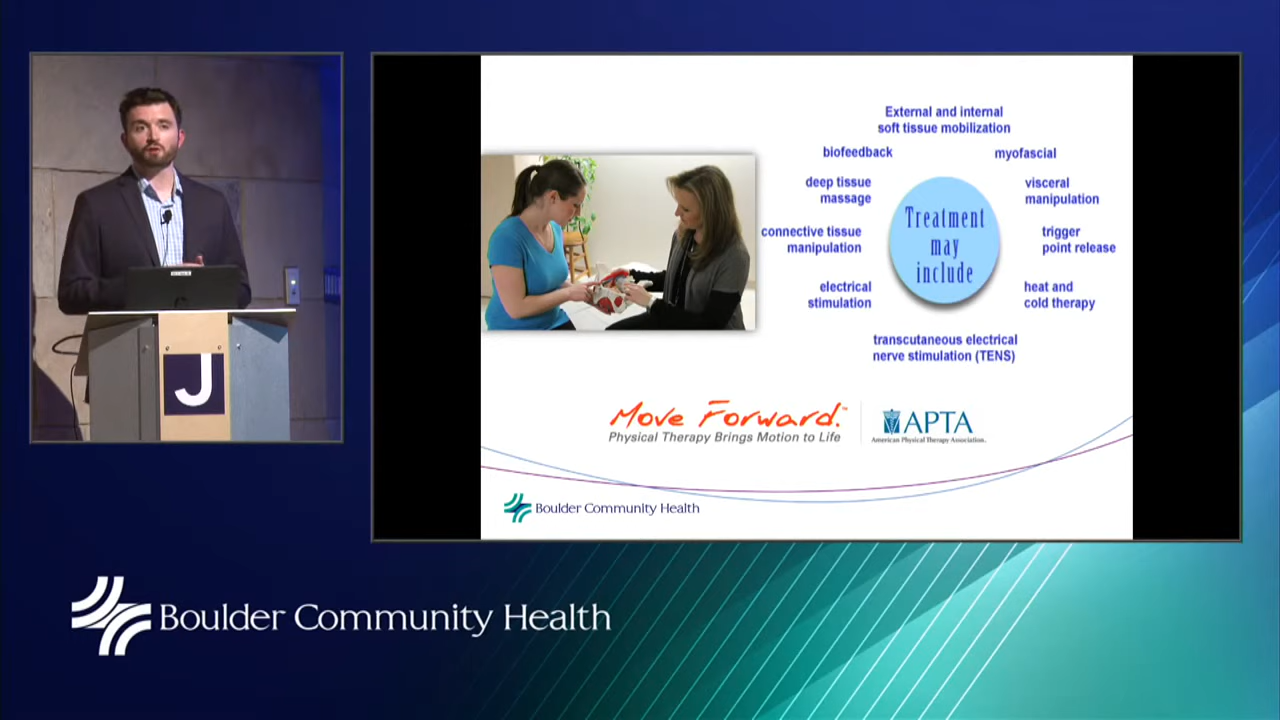 External and internal
soft tissue mobilization
biofeedback
myofascial
deep tissue
massage
visceral
manipulation
connective tissue
manipulation
trigger
point release
electrical
stimulation
heat and
cold therapy
transcutaneous electrical
nerve stimulation (TENS)
Treatment
may
include
Move Forward.™
Physical Therapy Brings Motion to Life
APTA
American Physical Therapy Association.
Boulder Community Health
J
Boulder Community Health